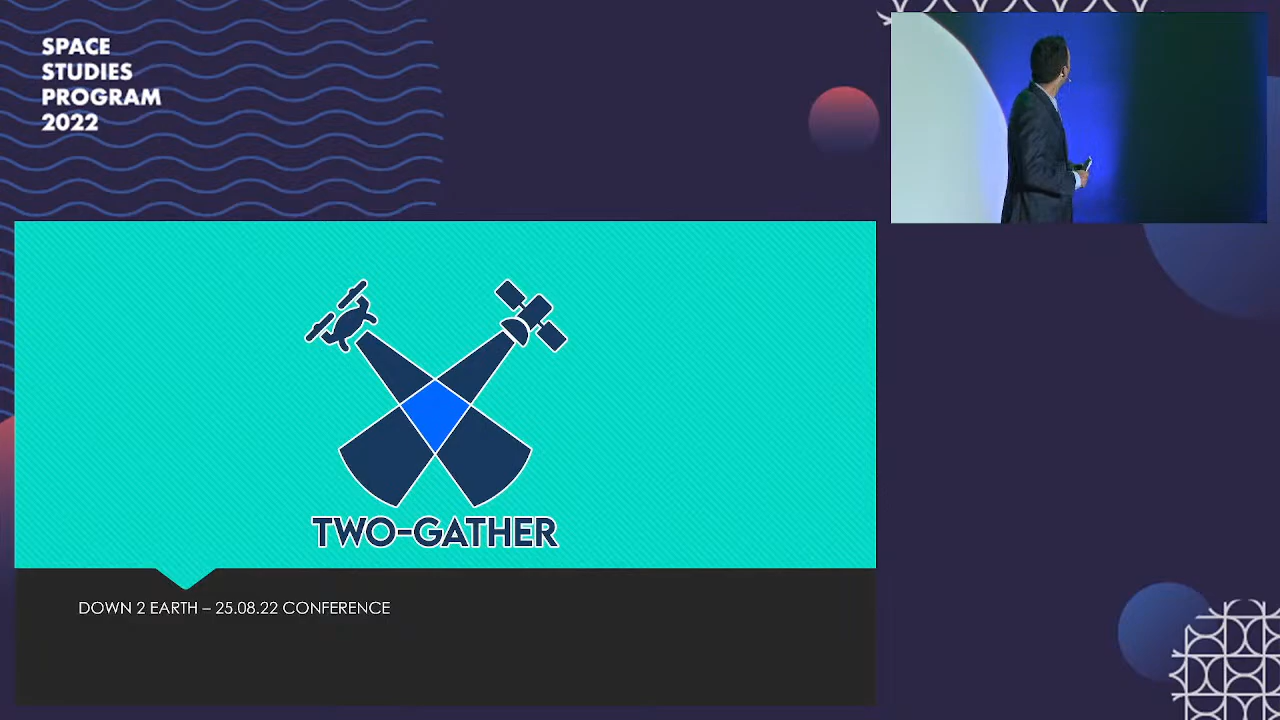 SPACE
STUDIES
PROGRAM
2022
TWO-GATHER
DOWN 2 EARTH – 25.08.22 CONFERENCE